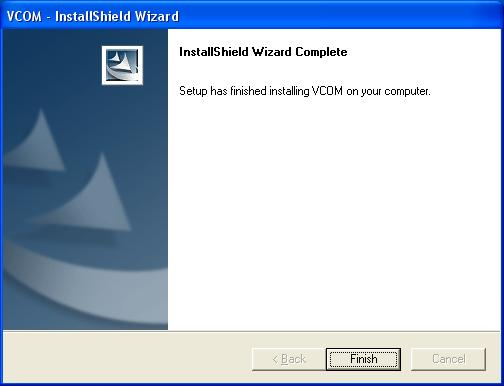 VCOM - InstallShield Wizard
InstallShield Wizard Complete
Setup has finished installing VCOM on your computer.
< Back
Finish
Cancel